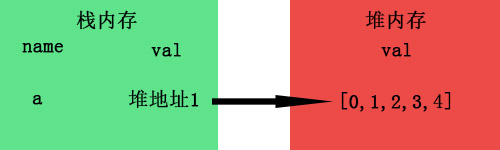 栈内存
name val
a 堆地址1
堆内存
val
[0,1,2,3,4]